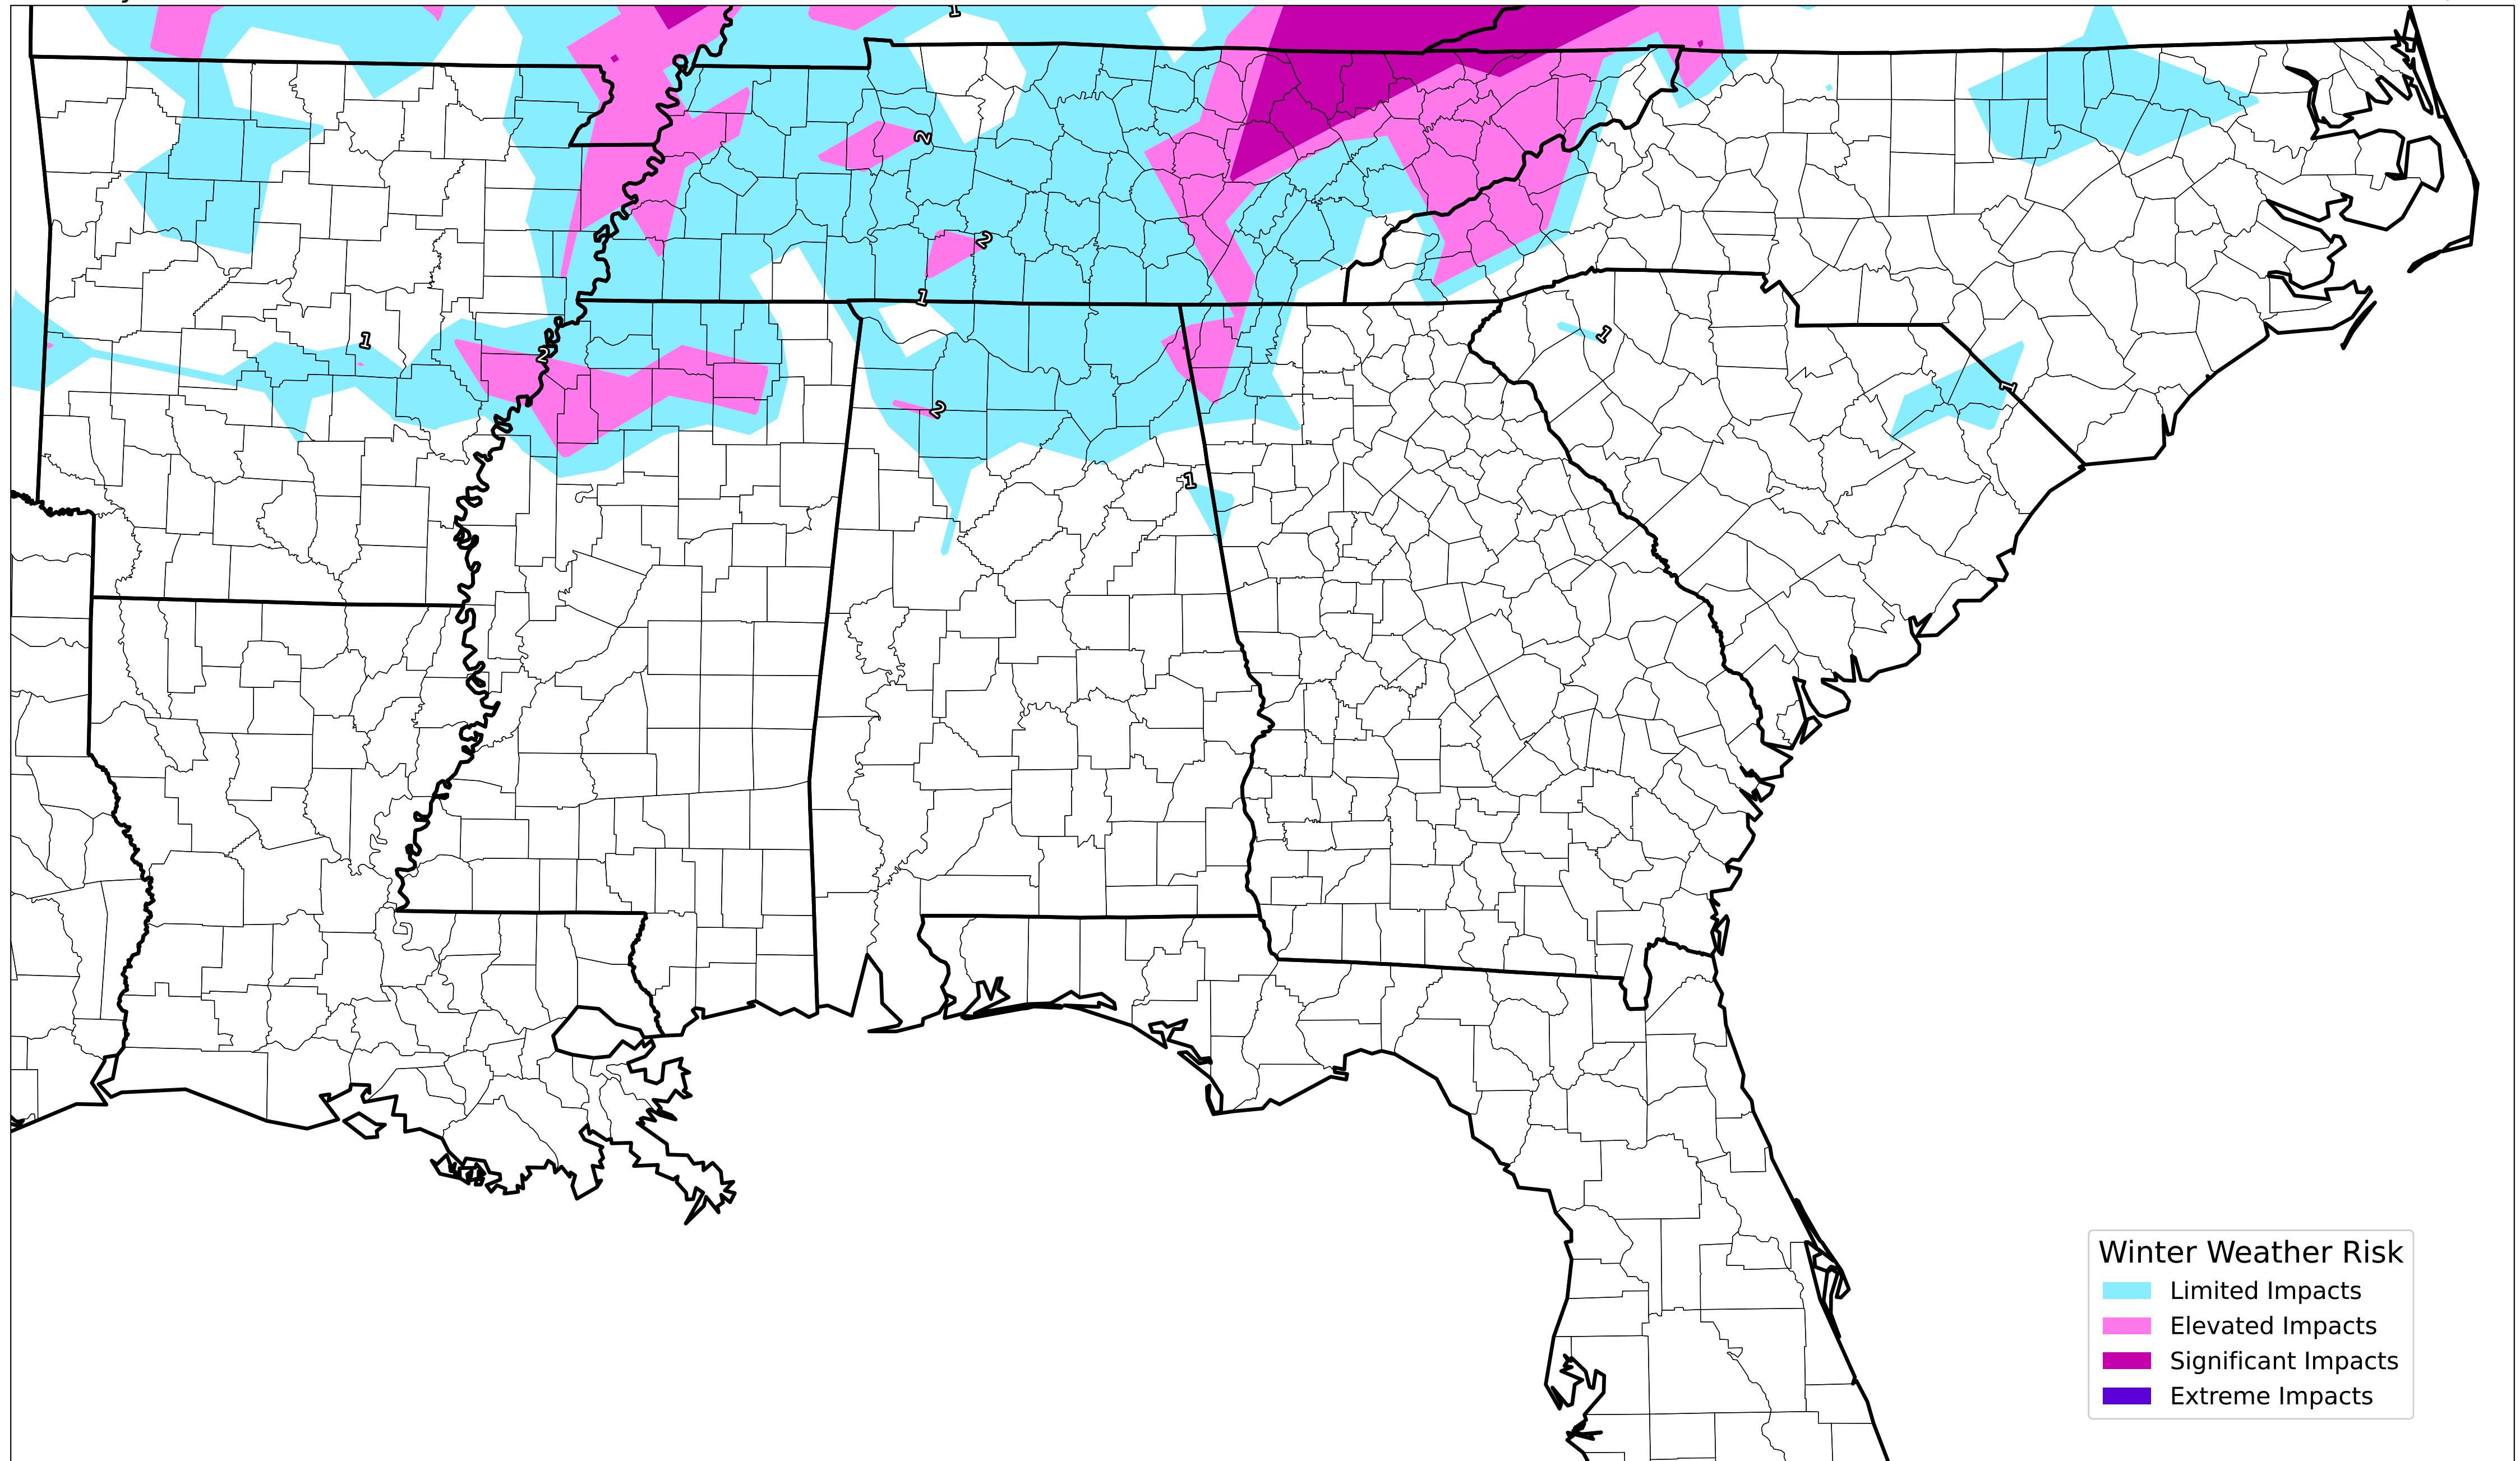 1
2
2
1
1
1
2
1
2
1
Winter Weather Risk
Limited Impacts
Elevated Impacts
Significant Impacts
Extreme Impacts